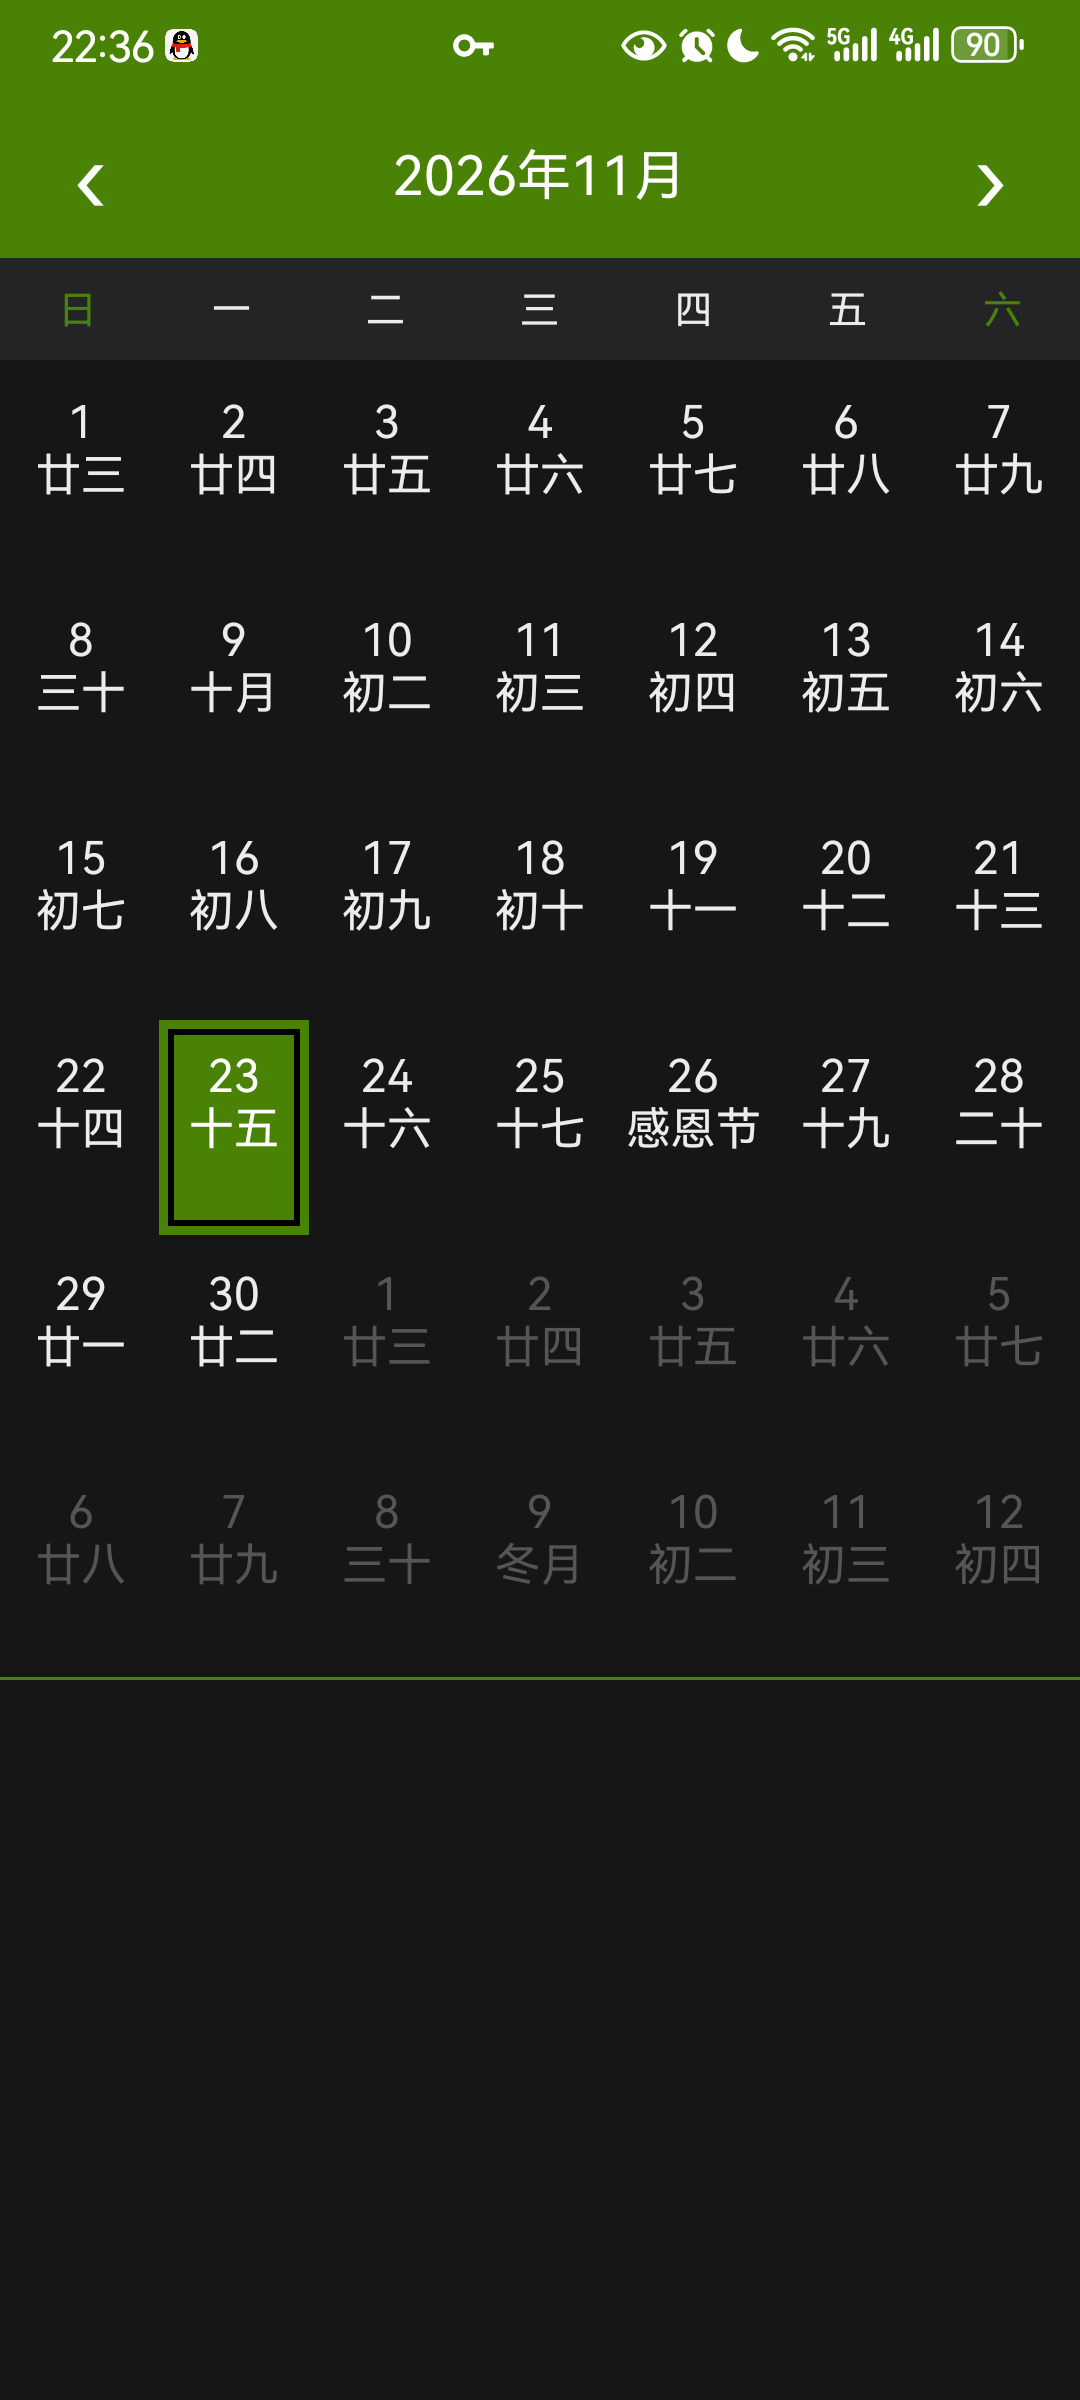 22:36 5G 4G 90
‹ 2026年11月 ›
日 一 二 三 四 五 六
1 2 3 4 5 6 7
廿三 廿四 廿五 廿六 廿七 廿八 廿九
8 9 10 11 12 13 14
三十 十月 初二 初三 初四 初五 初六
15 16 17 18 19 20 21
初七 初八 初九 初十 十一 十二 十三
22 23 24 25 26 27 28
十四 十五 十六 十七 感恩节 十九 二十
29 30 1 2 3 4 5
廿一 廿二 廿三 廿四 廿五 廿六 廿七
6 7 8 9 10 11 12
廿八 廿九 三十 冬月 初二 初三 初四